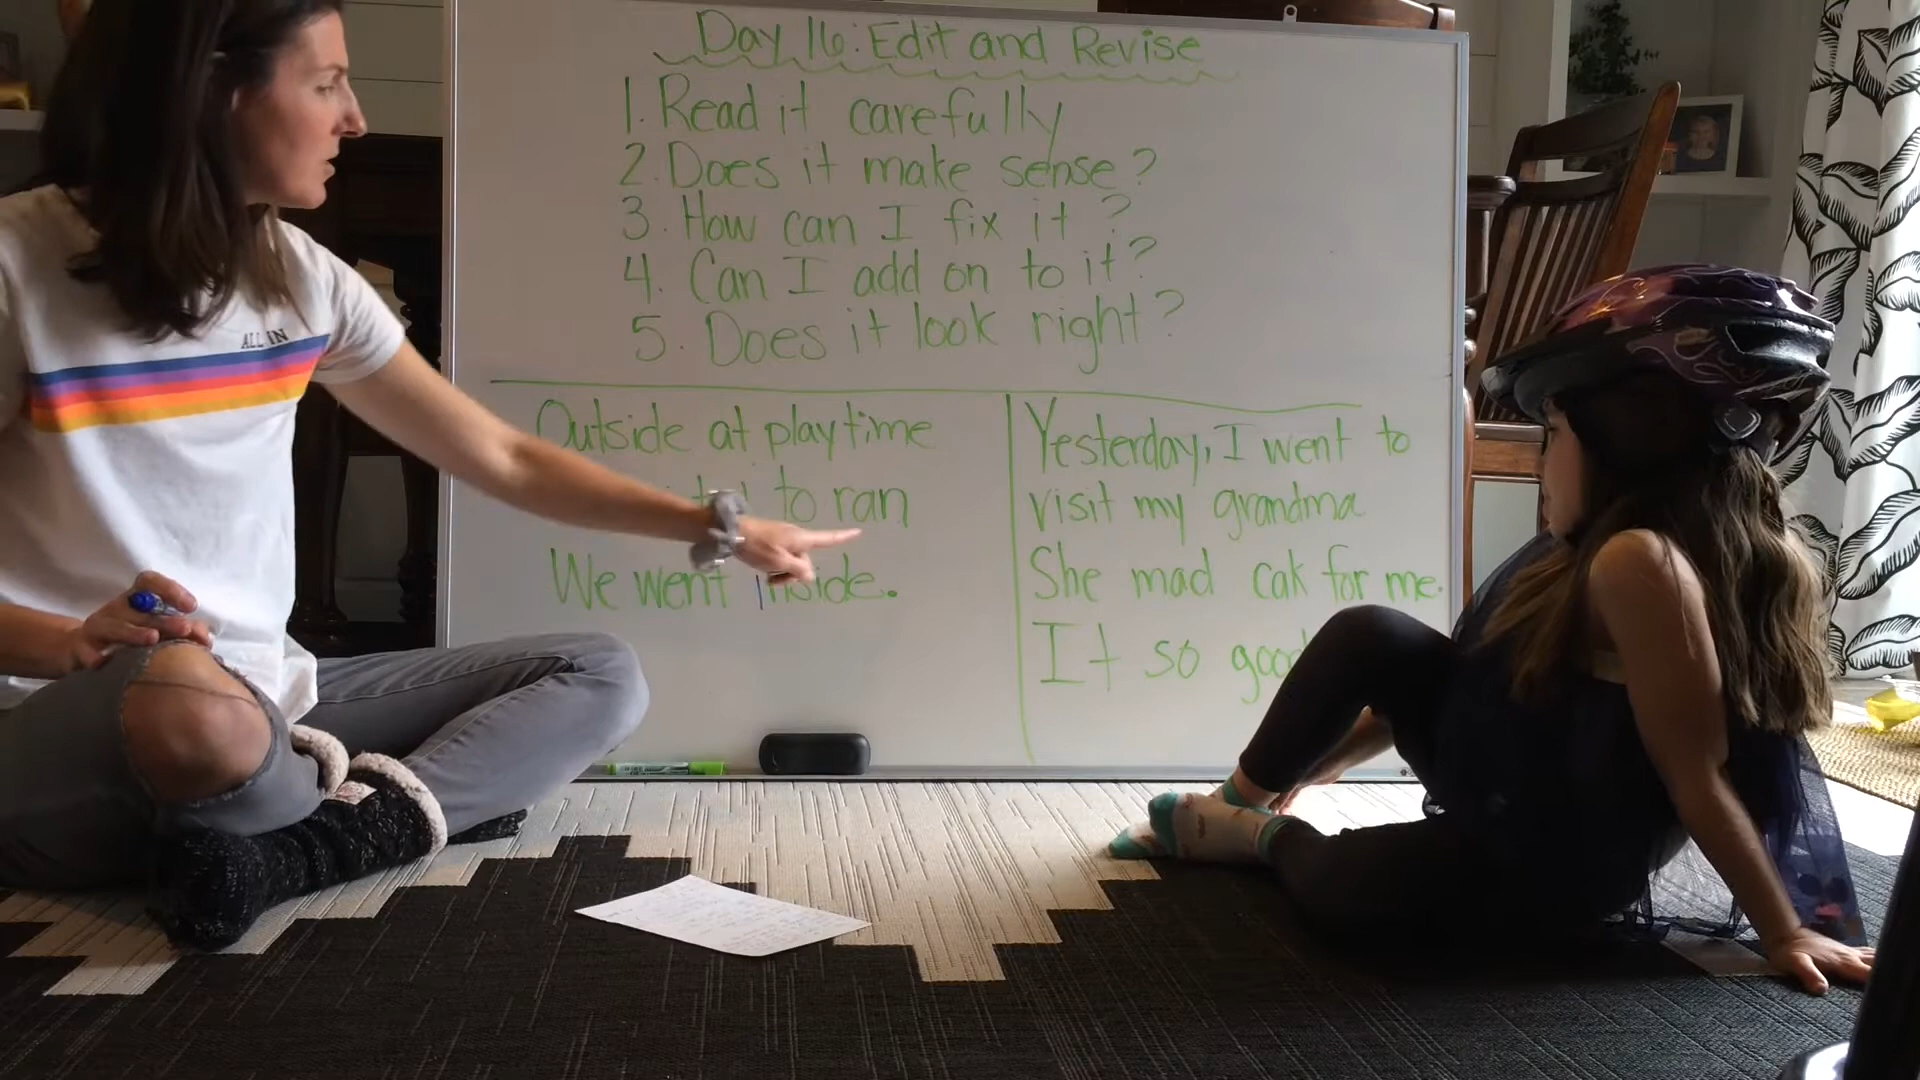 Day 16: Edit and Revise
1. Read it carefully
2. Does it make sense?
3. How can I fix it?
4. Can I add on to it?
5. Does it look right?
Outside at playtime
to ran
We went inside.
Yesterday, I went to
visit my grandma
She mad cak for me.
It so good
ALL IN